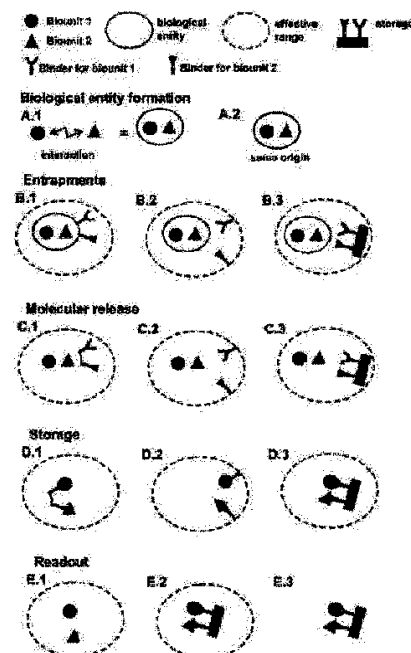 Biounit 1
Biounit 2
biological
entity
effective
range
storage
Binder for biounit 1
Binder for biounit 2
Biological entity formation
A.1
=
A.2
interaction
same origin
Entrapments
B.1
B.2
B.3
Molecular release
C.1
C.2
C.3
Storage
D.1
D.2
D.3
Readout
E.1
E.2
E.3